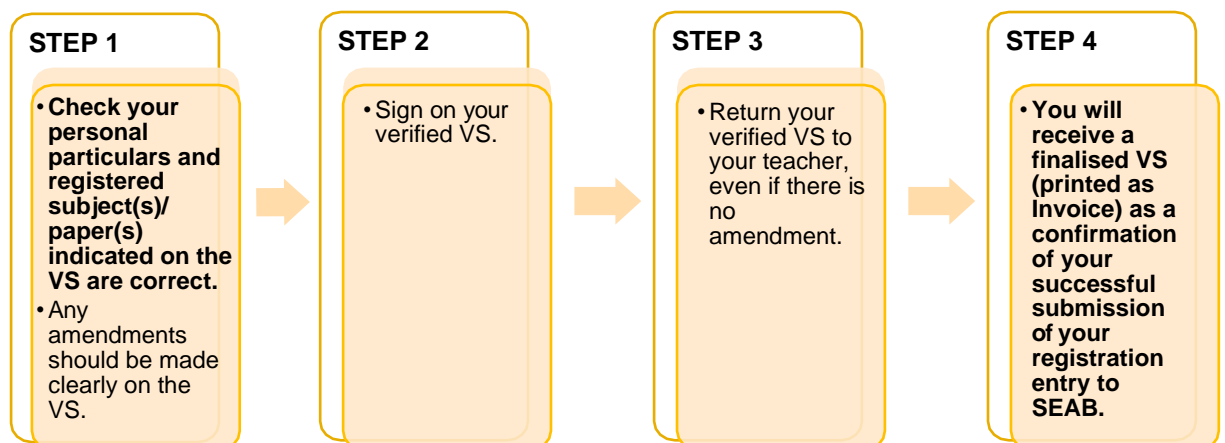 STEP 1
• Check your
personal
particulars and
registered
subject(s)/
paper(s)
indicated on the
VS are correct.
• Any
amendments
should be made
clearly on the
VS.
STEP 2
• Sign on your
verified VS.
STEP 3
• Return your
verified VS to
your teacher,
even if there is
no
amendment.
STEP 4
• You will
receive a
finalised VS
(printed as
Invoice) as a
confirmation
of your
successful
submission
of your
registration
entry to
SEAB.